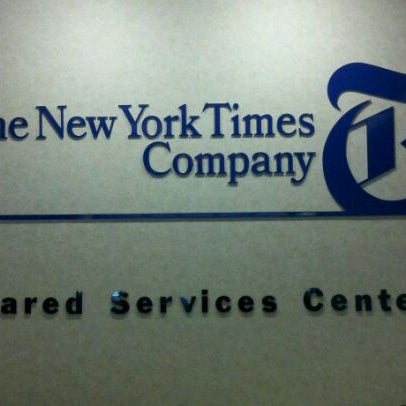 he New York Times
Company
T
ared Services Cente